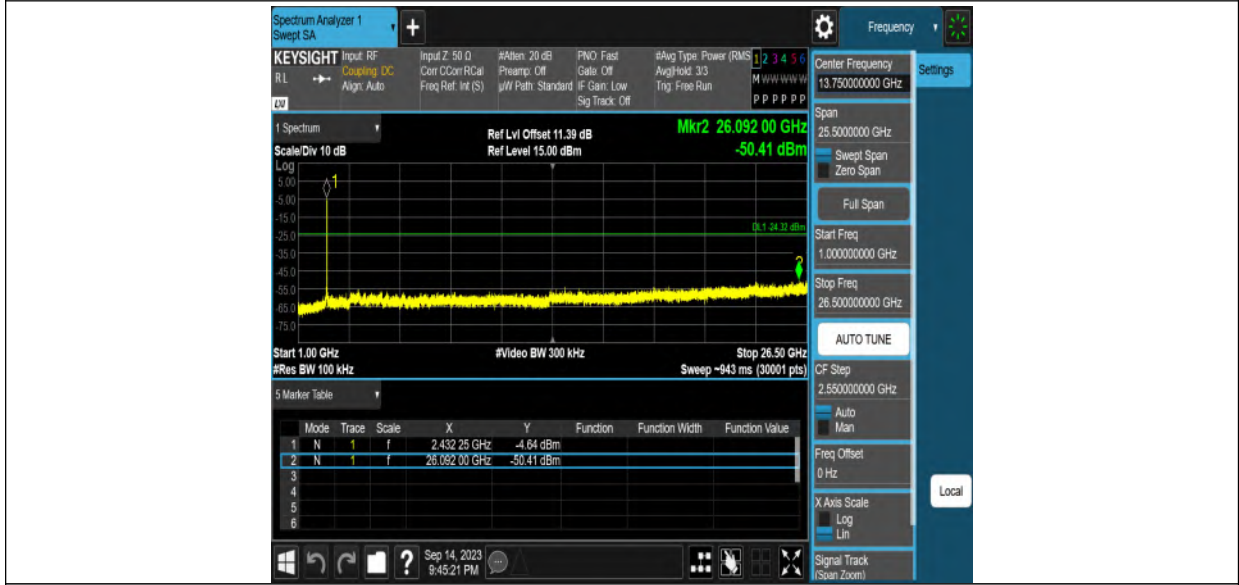 Spectrum Analyzer 1
Swept SA
Frequency
KEYSIGHT
RL
LXI
Input: RF
Coupling: DC
Align: Auto
Input Z: 50 Ω
Corr CCorr RCal
Freq Ref: Int (S)
#Atten: 20 dB
Preamp: Off
µW Path: Standard
PNO: Fast
Gate: Off
IF Gain: Low
Sig Track: Off
#Avg Type: Power (RMS
Avg|Hold: 3/3
Trig: Free Run
1 2 3 4 5 6
M W W W W W
P P P P P P
1 Spectrum
Scale/Div 10 dB
Ref Lvl Offset 11.39 dB
Ref Level 15.00 dBm
Mkr2 26.092 00 GHz
-50.41 dBm
Log
5.00
-5.00
-15.0
-25.0
-35.0
-45.0
-55.0
-65.0
-75.0
1
DL1 -24.32 dBm
2
Start 1.00 GHz
#Res BW 100 kHz
#Video BW 300 kHz
Stop 26.50 GHz
Sweep ~943 ms (30001 pts)
5 Marker Table
Mode Trace Scale X Y Function Function Width Function Value
1 N 1 f 2.432 25 GHz -4.64 dBm
2 N 1 f 26.092 00 GHz -50.41 dBm
3
4
5
6
Sep 14, 2023
9:45:21 PM
Center Frequency
13.750000000 GHz
Settings
Span
25.5000000 GHz
Swept Span
Zero Span
Full Span
Start Freq
1.000000000 GHz
Stop Freq
26.500000000 GHz
AUTO TUNE
CF Step
2.550000000 GHz
Auto
Man
Freq Offset
0 Hz
X Axis Scale
Log
Lin
Signal Track
(Span Zoom)
Local